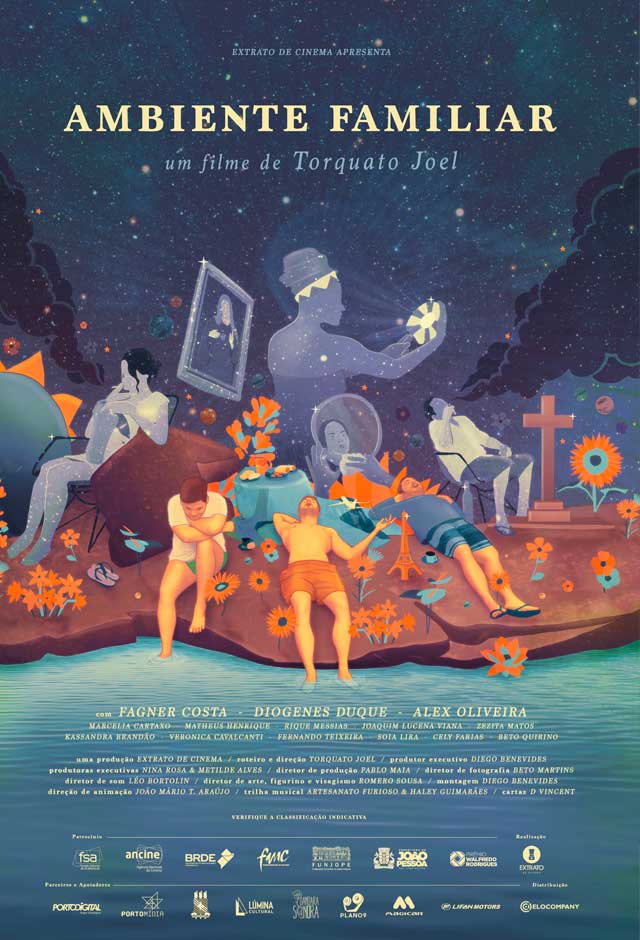 EXTRATO DE CINEMA APRESENTA
AMBIENTE FAMILIAR
um filme de Torquato Joel
com FAGNER COSTA - DIOGENES DUQUE - ALEX OLIVEIRA
MARCELIA CARTAXO - MATHEUS HENRIQUE - RIQUE MESSIAS - JOAQUIM LUCENA VIANA - ZEZITA MATOS
KASSANDRA BRANDÃO - VERONICA CAVALCANTI - FERNANDO TEIXEIRA - SOIA LIRA - CELY FARIAS - BETO QUIRINO
uma produção EXTRATO DE CINEMA / roteiro e direção TORQUATO JOEL / produtor executivo DIEGO BENEVIDES
produtoras executivas NINA ROSA & METILDE ALVES / diretor de produção PABLO MAIA / diretor de fotografia BETO MARTINS
diretor de som LÉO BORTOLIN / diretor de arte, figurino e visagismo ROMERO SOUSA / montagem DIEGO BENEVIDES
direção de animação JOÃO MÁRIO T. ARAÚJO / trilha musical ARTESANATO FURIOSO & HALEY GUIMARÃES / cartaz D VINCENT
VERIFIQUE A CLASSIFICAÇÃO INDICATIVA
Patrocínio Realização
fsa ancine BRDE fmc FUNJOPE JOÃO PESSOA WALFREDO RODRIGUES EXTRATO
Parceiros e Apoiadores Distribuição
PORTODIGITAL PORTOMÍDIA LÚMINA CULTURAL PLANO9 MAGICAR LIFAN MOTORS ELOCOMPANY